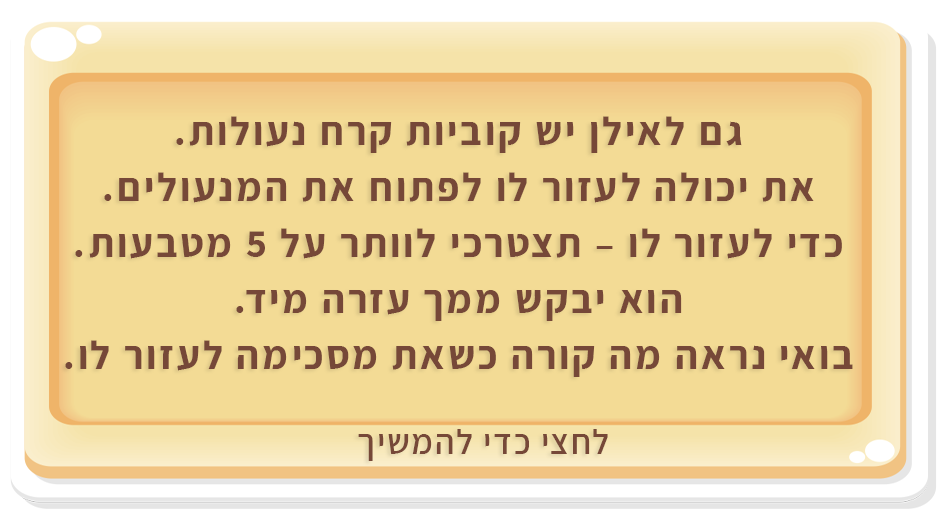 גם לאילן יש קוביות קרח נעולות.
את יכולה לעזור לו לפתוח את המנעולים.
כדי לעזור לו – תצטרכי לוותר על 5 מטבעות.
הוא יבקש ממך עזרה מיד.
בואי נראה מה קורה כשאת מסכימה לעזור לו.
לחצי כדי להמשיך